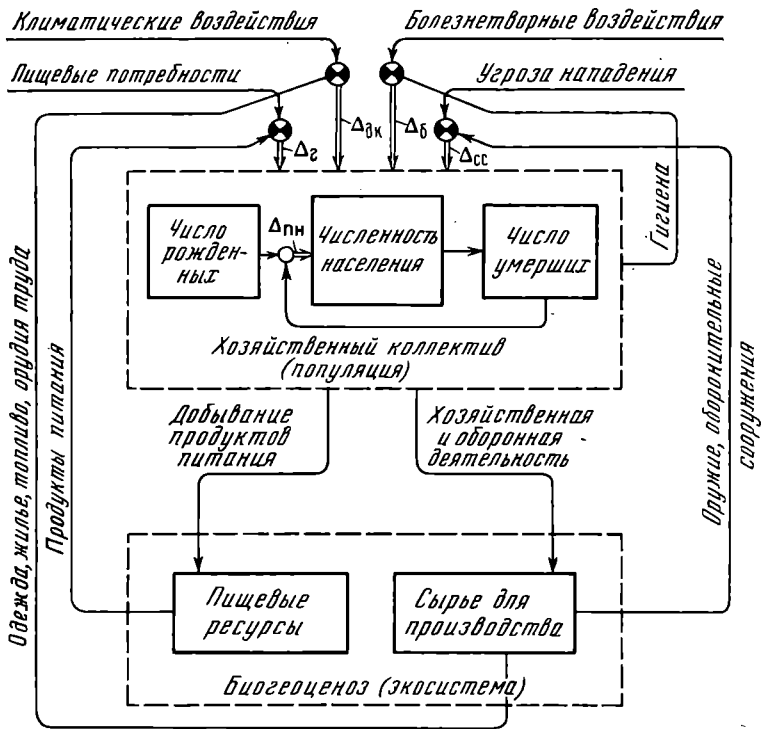 Климатические воздействия
Болезнетворные воздействия
Пищевые потребности
Угроза нападения
Δг
Δдк
Δб
Δсс
Число
рожден-
ных
Δпн
Численность
населения
Число
умерших
Хозяйственный коллектив
(популяция)
Гигиена
Добывание
продуктов
питания
Хозяйственная
и оборонная
деятельность
Одежда, жилье, топливо, орудия труда
Продукты питания
Оружие, оборонительные
сооружения
Пищевые
ресурсы
Сырье для
производства
Биогеоценоз (экосистема)